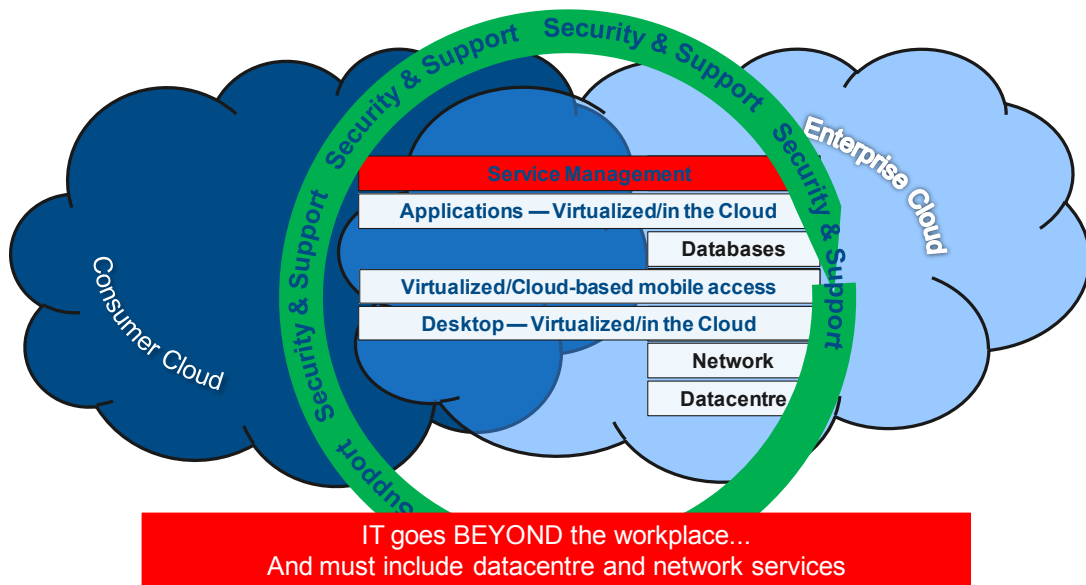 Security & Support
Security & Support
Security & Support
Security & Support
Support
Enterprise Cloud
Consumer Cloud
Service Management
Applications — Virtualized/in the Cloud
Databases
Virtualized/Cloud-based mobile access
Desktop — Virtualized/in the Cloud
Network
Datacentre
IT goes BEYOND the workplace...
And must include datacentre and network services